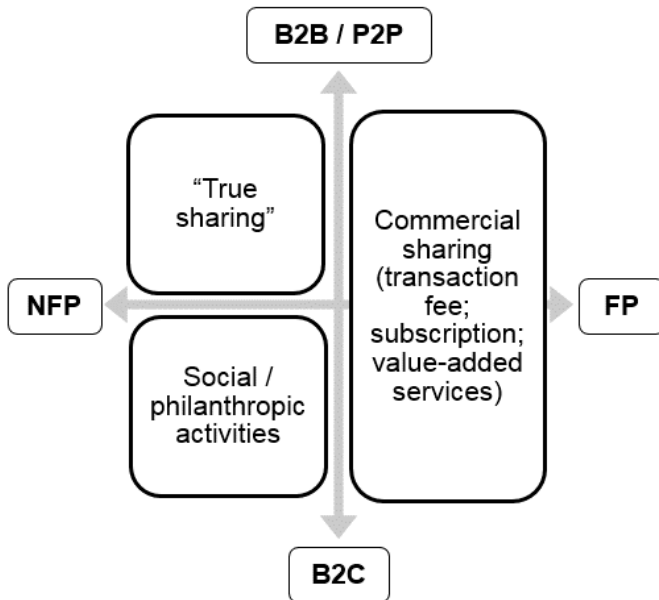 B2B / P2P
“True
sharing”
Commercial
sharing
(transaction
fee;
subscription;
value-added
services)
NFP
FP
Social /
philanthropic
activities
B2C